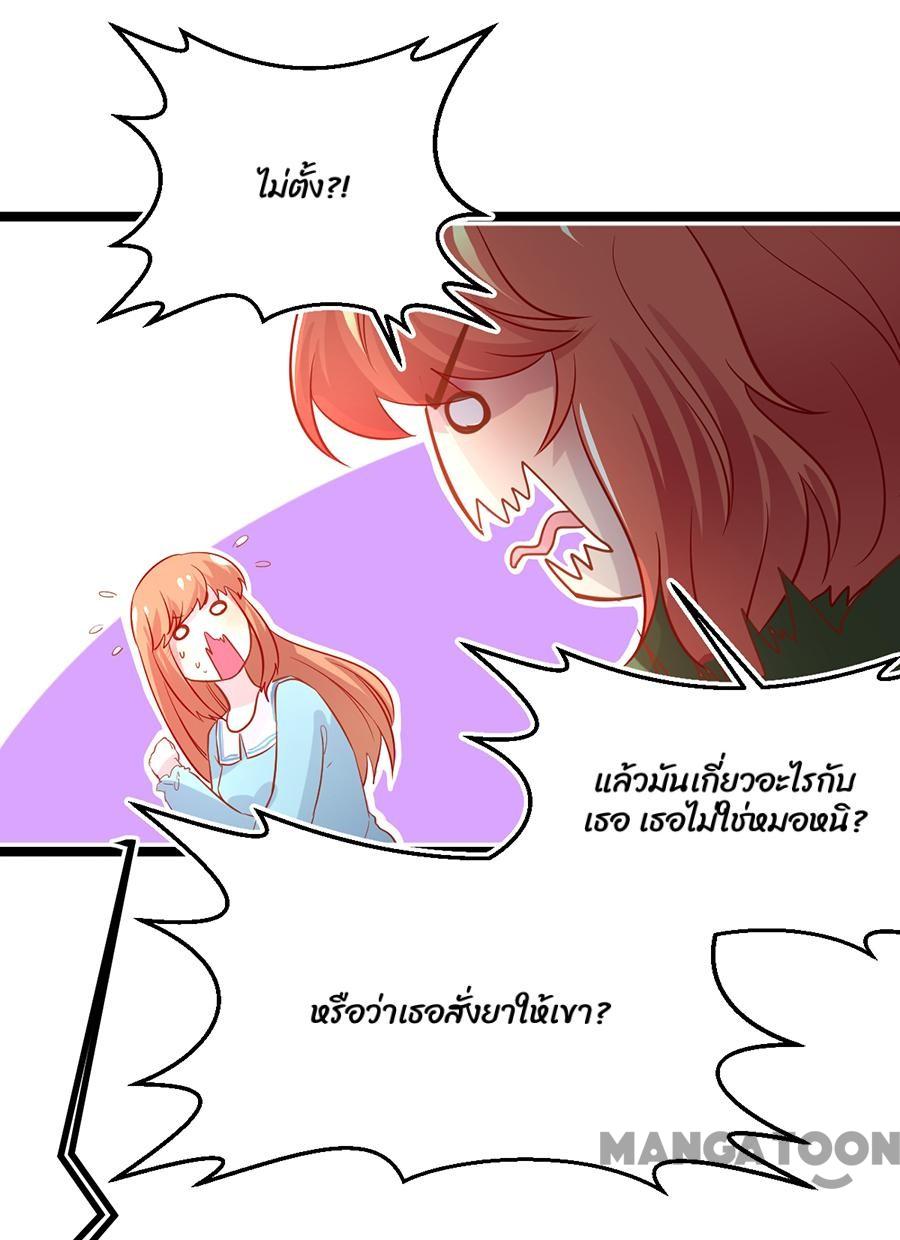 ไม่ตั้ง?!
แล้วมันเกี่ยวอะไรกับ
เธอ เธอไม่ใช่หมอหนิ?
หรือว่าเธอสั่งยาให้เขา?
MANGATOON